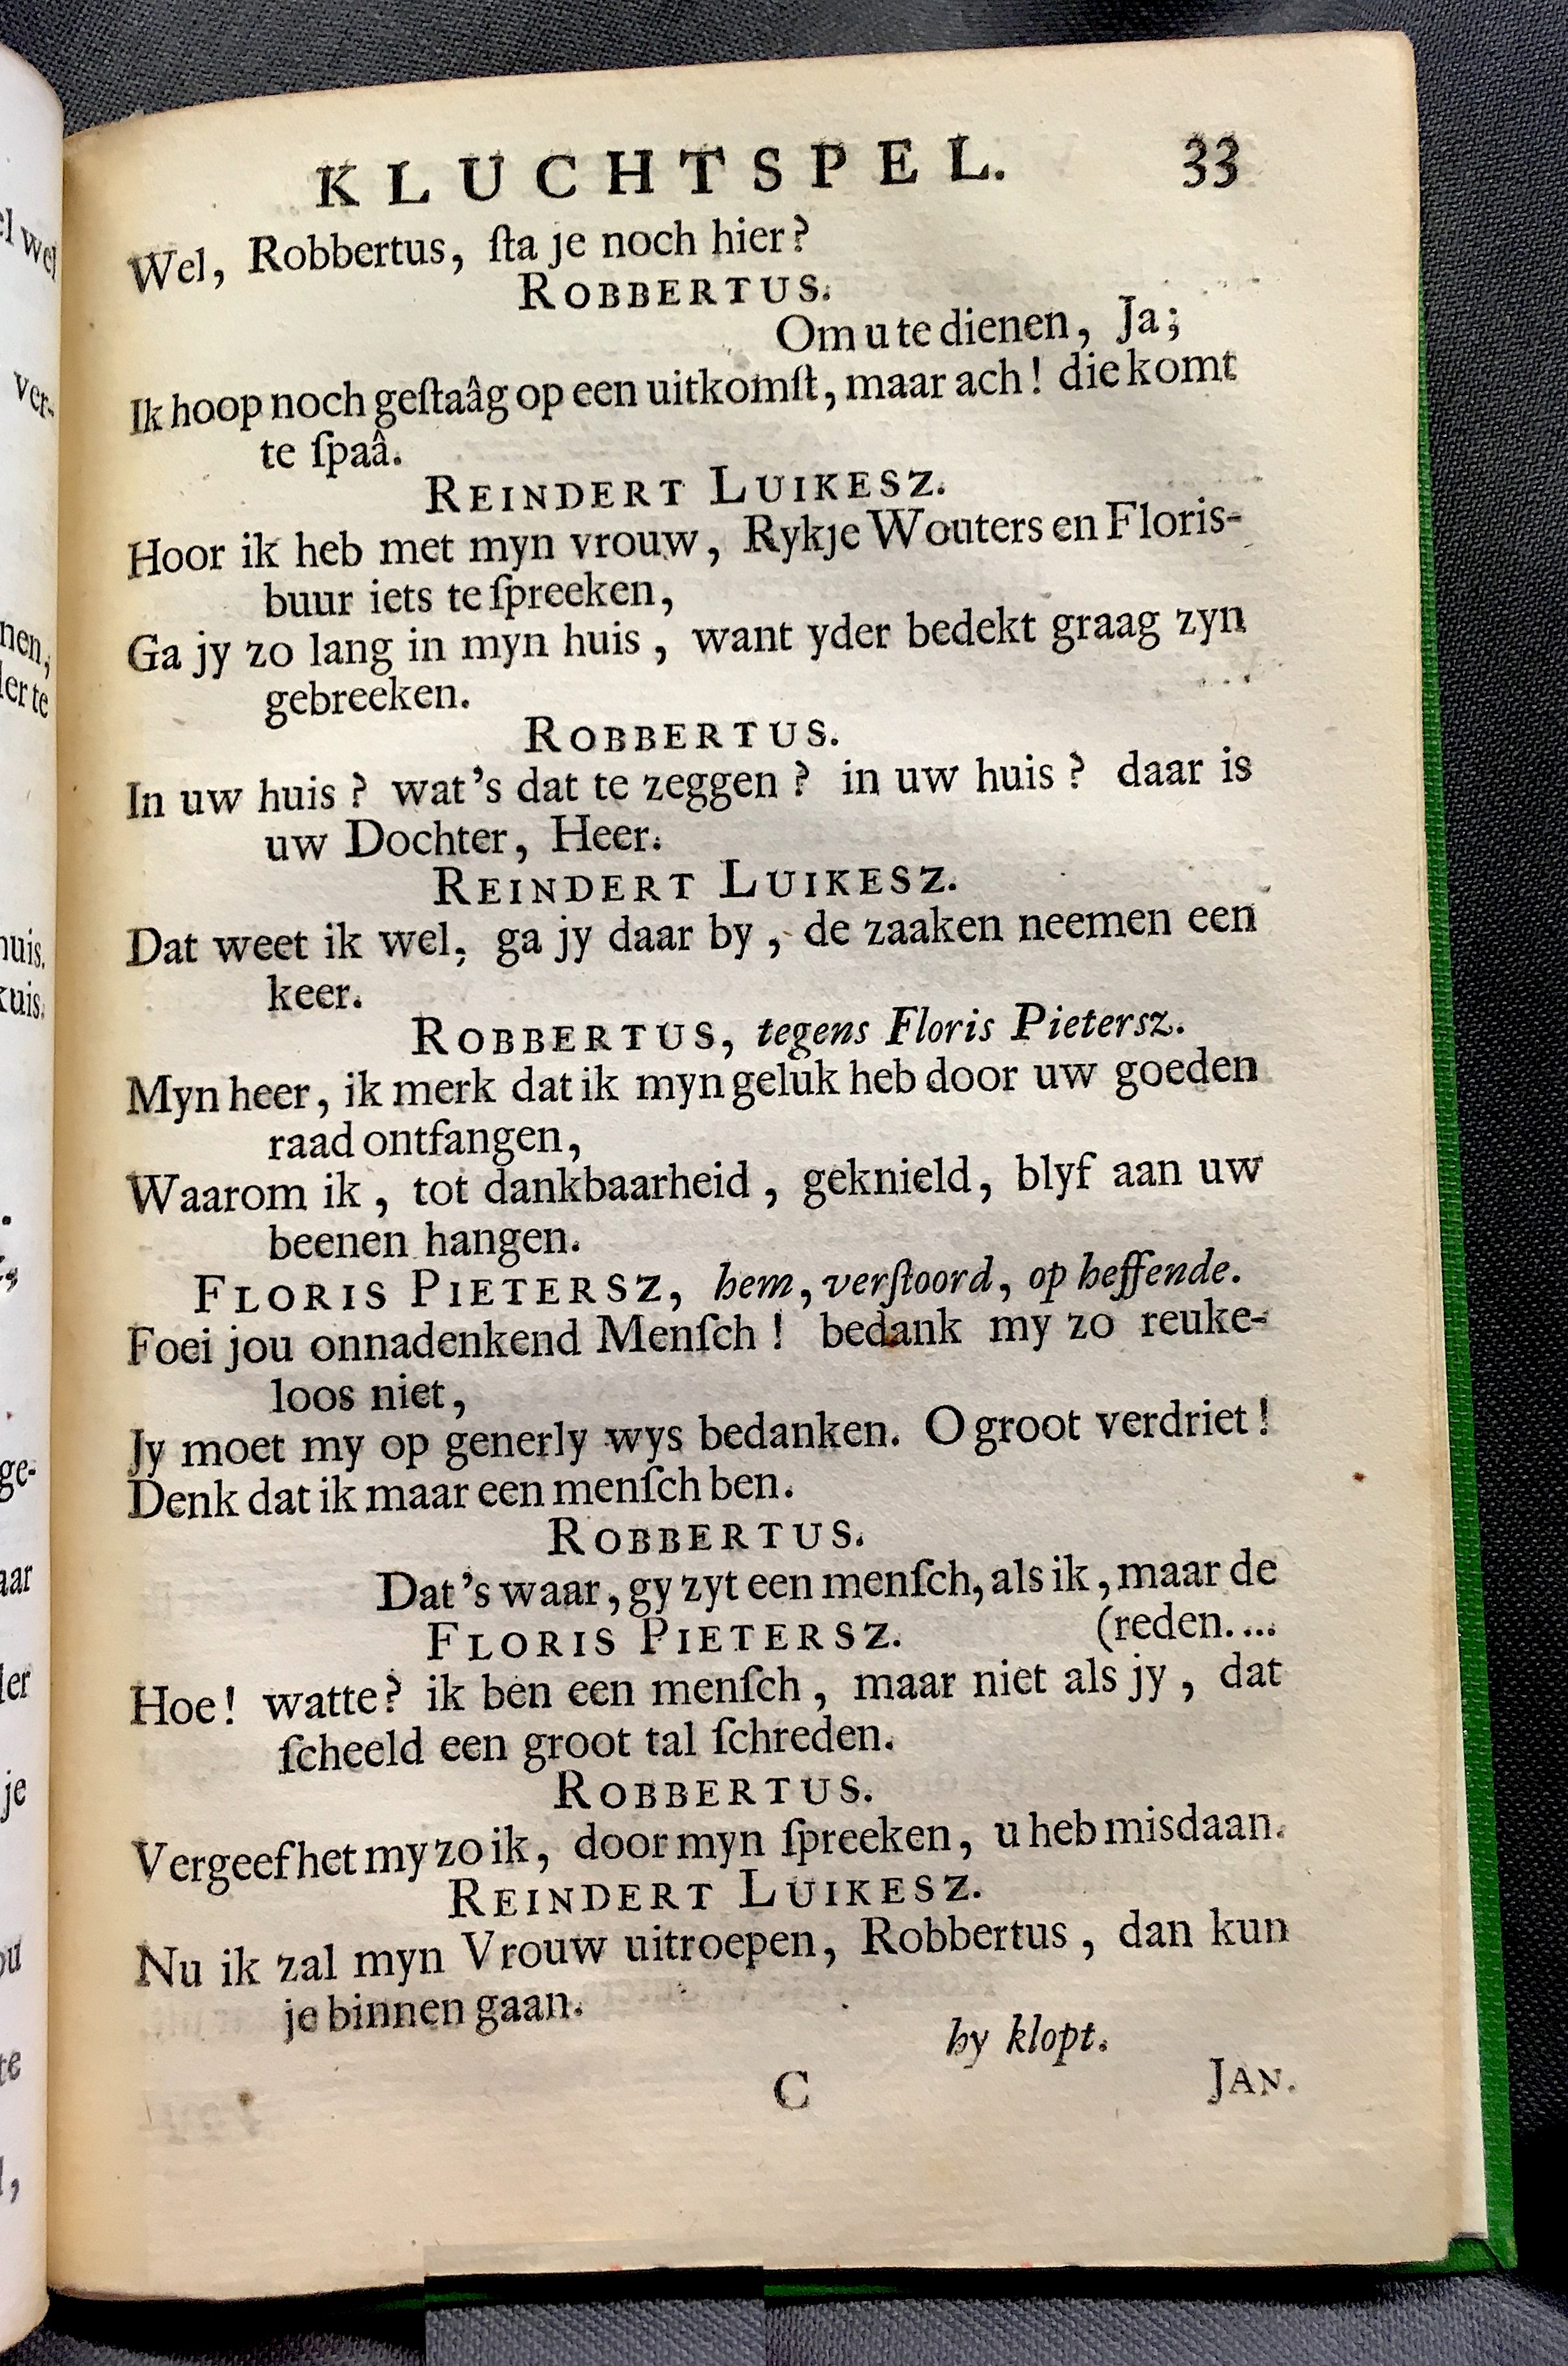 KLUCHTSPEL. 33
Wel, Robbertus, ſta je noch hier?
ROBBERTUS.
Om u te dienen, Ja;
Ik hoop noch geſtaâg op een uitkomſt, maar ach! die komt
te ſpaâ.
REINDERT LUIKESZ.
Hoor ik heb met myn vrouw, Rykje Wouters en Floris-
buur iets te ſpreeken,
Ga jy zo lang in myn huis, want yder bedekt graag zyn
gebreeken.
ROBBERTUS.
In uw huis? wat's dat te zeggen? in uw huis? daar is
uw Dochter, Heer.
REINDERT LUIKESZ.
Dat weet ik wel, ga jy daar by, de zaaken neemen een
keer.
ROBBERTUS, tegens Floris Pietersz.
Myn heer, ik merk dat ik myn geluk heb door uw goeden
raad ontfangen,
Waarom ik, tot dankbaarheid, geknield, blyf aan uw
beenen hangen.
FLORIS PIETERSZ, hem, verſtoord, op heffende.
Foei jou onnadenkend Menſch! bedank my zo reuke-
loos niet,
Jy moet my op generly wys bedanken. O groot verdriet!
Denk dat ik maar een menſch ben.
ROBBERTUS.
Dat's waar, gy zyt een menſch, als ik, maar de
FLORIS PIETERSZ. (reden....
Hoe! watte? ik ben een menſch, maar niet als jy, dat
ſcheeld een groot tal ſchreden.
ROBBERTUS.
Vergeef het my zo ik, door myn ſpreeken, u heb misdaan.
REINDERT LUIKESZ.
Nu ik zal myn Vrouw uitroepen, Robbertus, dan kun
je binnen gaan.
hy klopt.
C JAN.